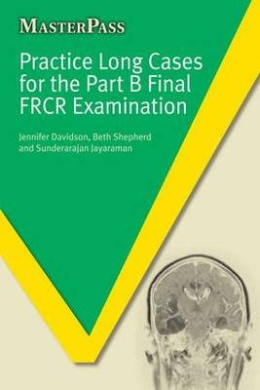 MASTERPASS
Practice Long Cases
for the Part B Final
FRCR Examination
Jennifer Davidson, Beth Shepherd
and Sunderarajan Jayaraman